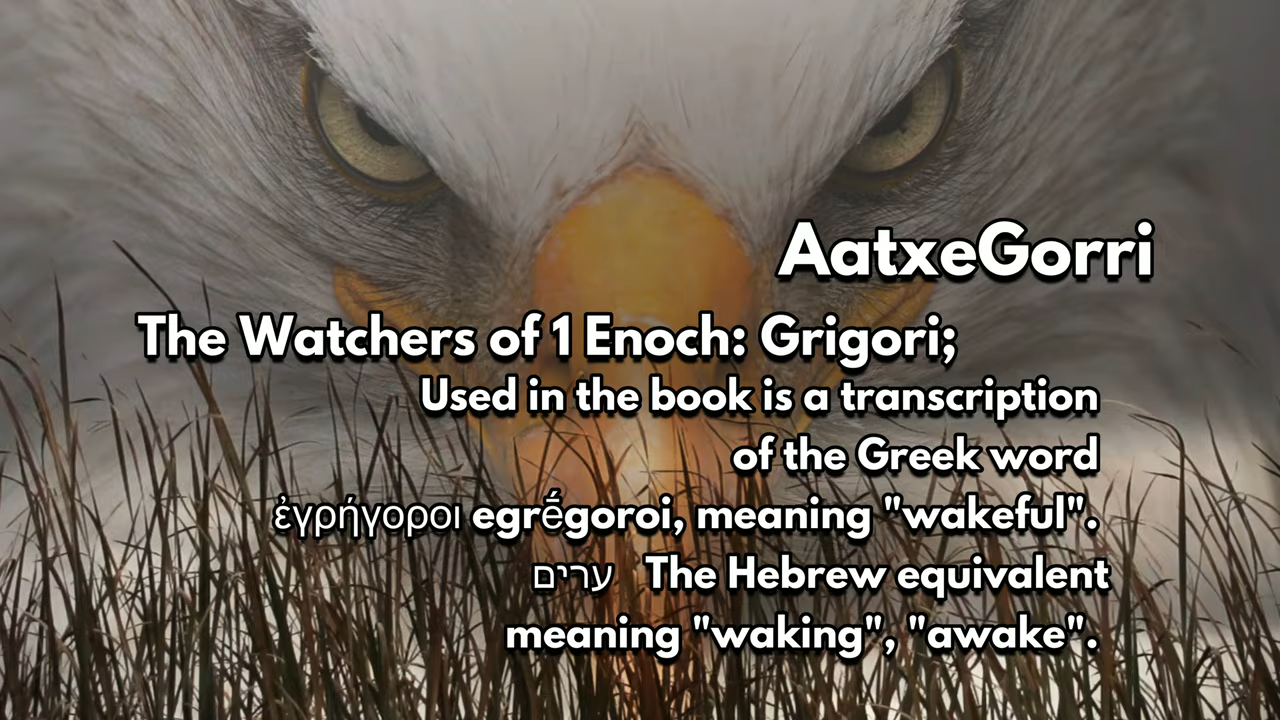 AatxeGorri
The Watchers of 1 Enoch: Grigori;
Used in the book is a transcription
of the Greek word
ἐγρήγοροι egrḗgoroi, meaning "wakeful".
ערים The Hebrew equivalent
meaning "waking", "awake".